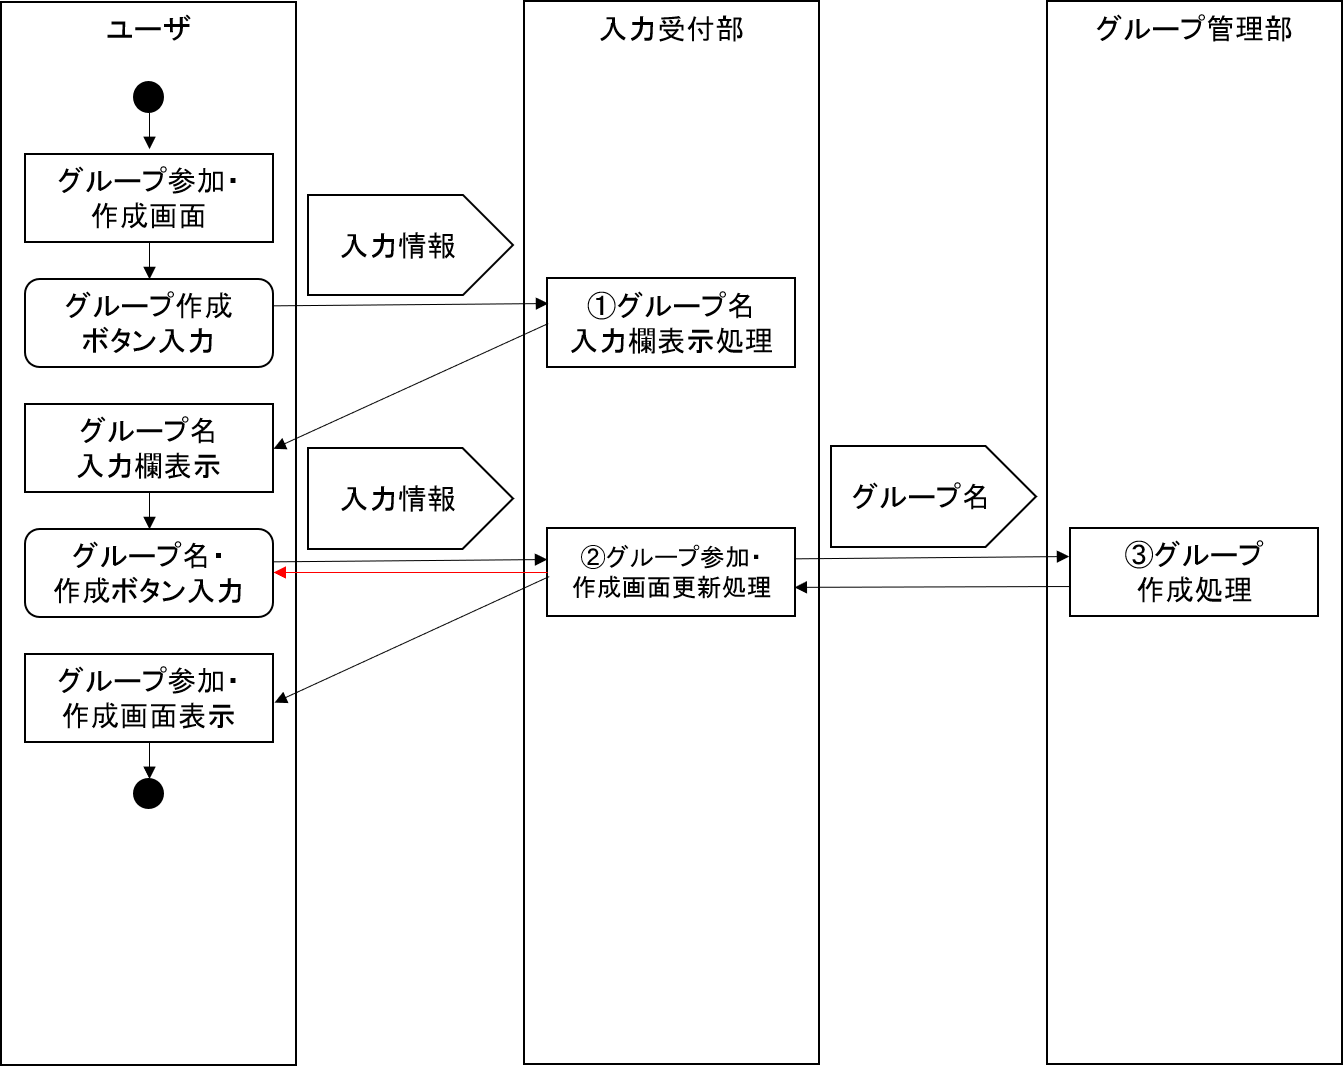 ユーザ
入力受付部
グループ管理部
グループ参加・
作成画面
入力情報
グループ作成
ボタン入力
①グループ名
入力欄表示処理
グループ名
入力欄表示
入力情報
グループ名
グループ名・
作成ボタン入力
②グループ参加・
作成画面更新処理
③グループ
作成処理
グループ参加・
作成画面表示